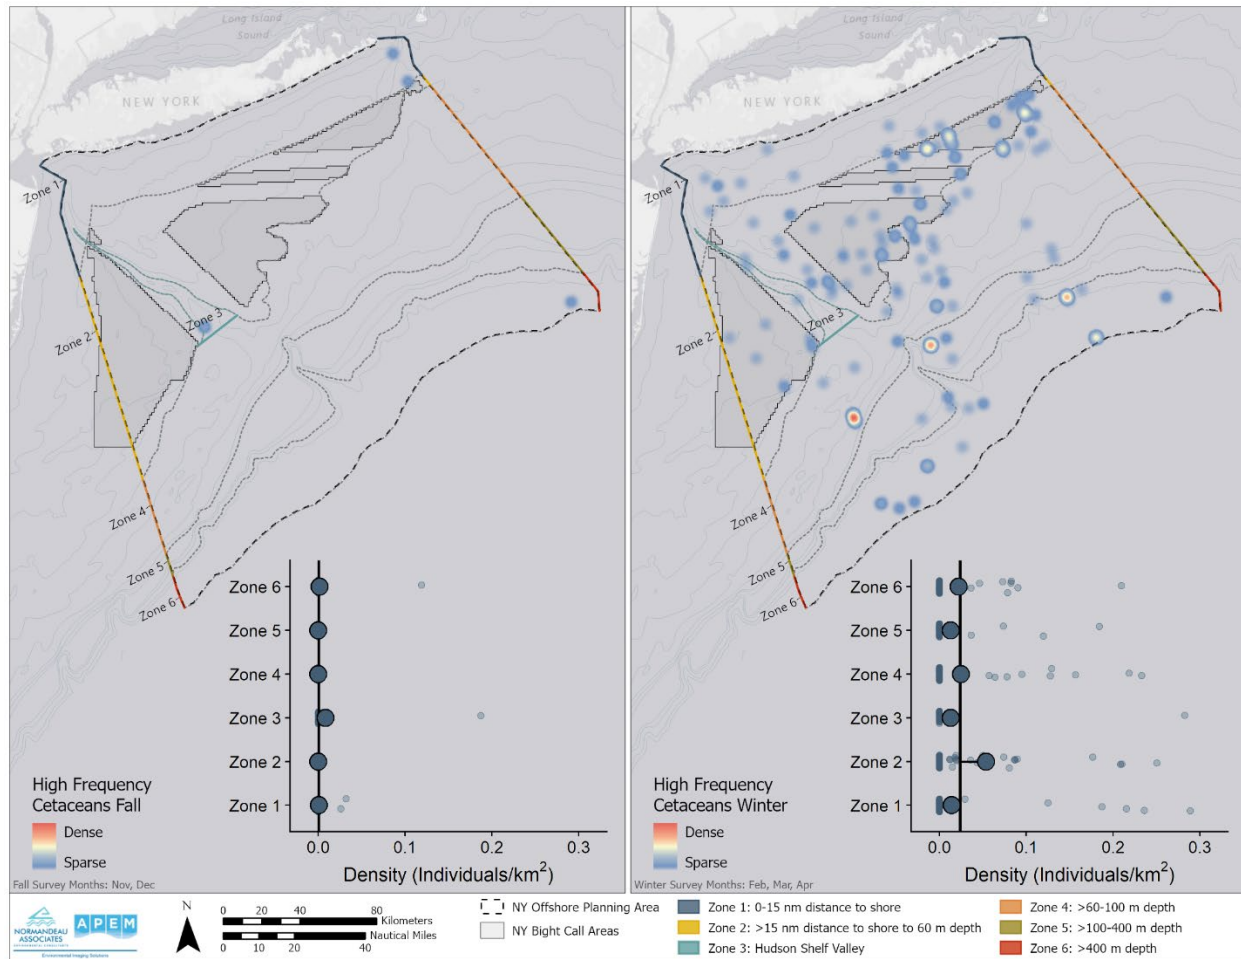 Long Island
Sound
NEW YORK
Zone 1
Zone 2
Zone 3
Zone 4
Zone 5
Zone 6
Zone 6
Zone 5
Zone 4
Zone 3
Zone 2
Zone 1
0.0 0.1 0.2 0.3
Density (Individuals/km²)
High Frequency
Cetaceans Fall
Dense
Sparse
Fall Survey Months: Nov, Dec
Long Island
Sound
NEW YORK
Zone 1
Zone 2
Zone 3
Zone 4
Zone 5
Zone 6
Zone 6
Zone 5
Zone 4
Zone 3
Zone 2
Zone 1
0.0 0.1 0.2 0.3
Density (Individuals/km²)
High Frequency
Cetaceans Winter
Dense
Sparse
Winter Survey Months: Feb, Mar, Apr
NORMANDEAU
ASSOCIATES
ENVIRONMENTAL CONSULTANTS
APEM
Environmental Imaging Solutions
N
0 20 40 80
Kilometers
Nautical Miles
0 10 20 40
NY Offshore Planning Area
NY Bight Call Areas
Zone 1: 0-15 nm distance to shore
Zone 2: >15 nm distance to shore to 60 m depth
Zone 3: Hudson Shelf Valley
Zone 4: >60-100 m depth
Zone 5: >100-400 m depth
Zone 6: >400 m depth